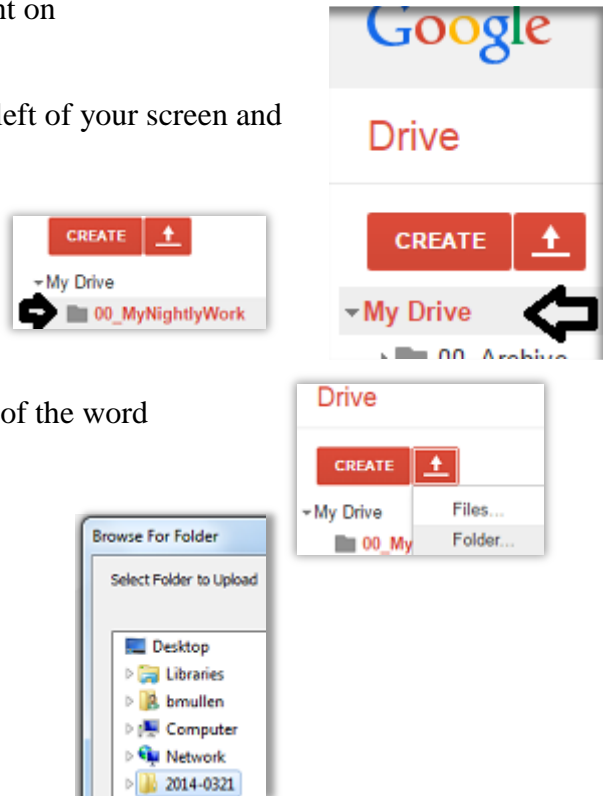 nt on
Google
left of your screen and
Drive
CREATE
My Drive
00_MyNightlyWork
CREATE
My Drive
00_Archive
of the word
Drive
CREATE
My Drive
Files...
00_My
Folder...
Browse For Folder
Select Folder to Upload
Desktop
Libraries
bmullen
Computer
Network
2014-0321